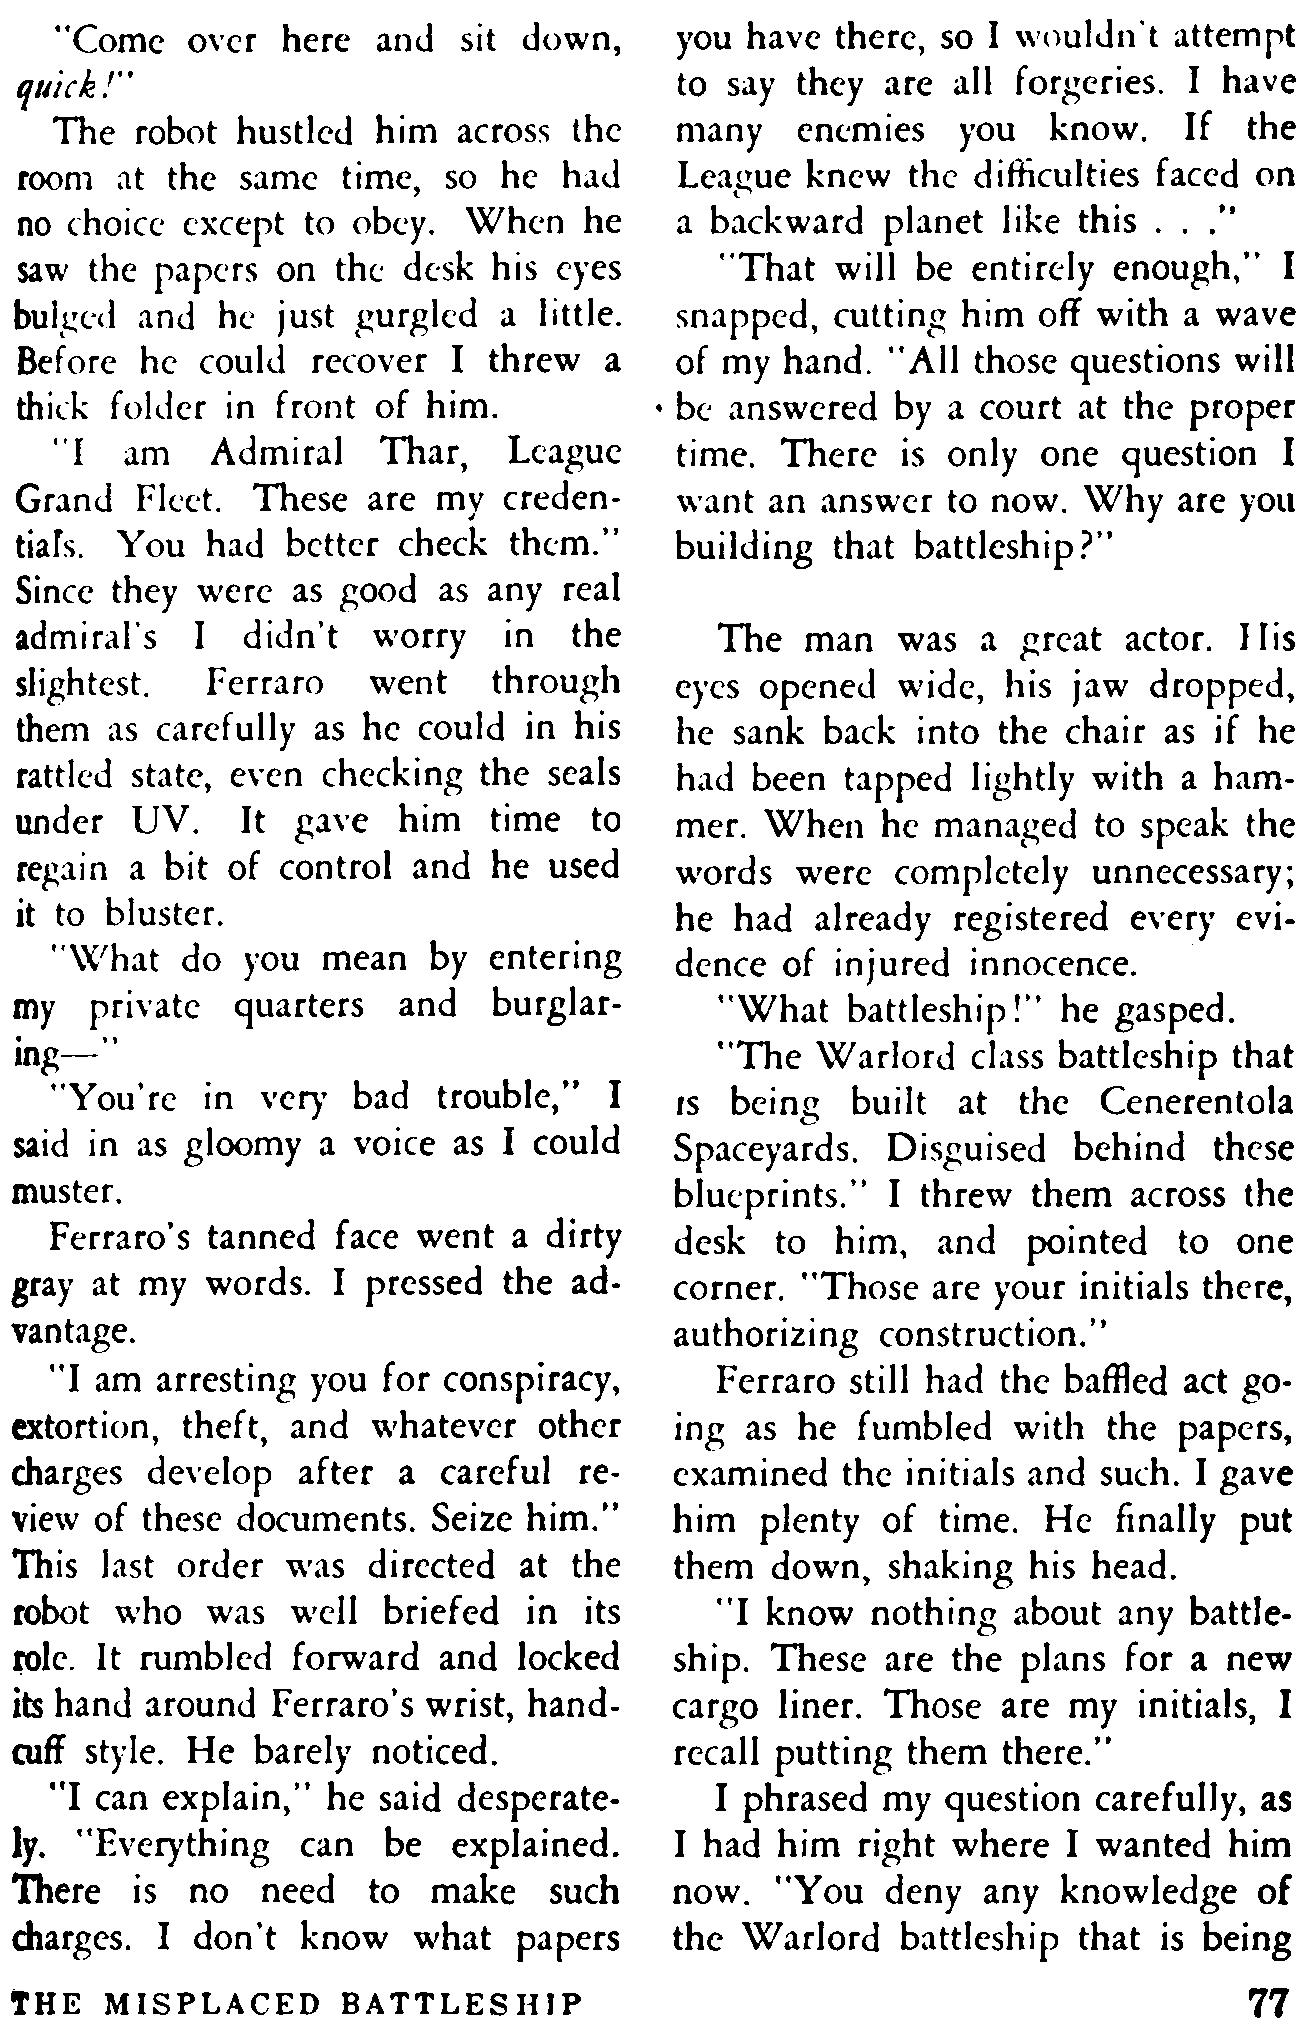 "Come over here and sit down,
quick!"
The robot hustled him across the
room at the same time, so he had
no choice except to obey. When he
saw the papers on the desk his eyes
bulged and he just gurgled a little.
Before he could recover I threw a
thick folder in front of him.
"I am Admiral Thar, League
Grand Fleet. These are my creden-
tials. You had better check them."
Since they were as good as any real
admiral's I didn't worry in the
slightest. Ferraro went through
them as carefully as he could in his
rattled state, even checking the seals
under UV. It gave him time to
regain a bit of control and he used
it to bluster.
"What do you mean by entering
my private quarters and burglar-
ing—"
"You're in very bad trouble," I
said in as gloomy a voice as I could
muster.
Ferraro's tanned face went a dirty
gray at my words. I pressed the ad-
vantage.
"I am arresting you for conspiracy,
extortion, theft, and whatever other
charges develop after a careful re-
view of these documents. Seize him."
This last order was directed at the
robot who was well briefed in its
role. It rumbled forward and locked
its hand around Ferraro's wrist, hand-
cuff style. He barely noticed.
"I can explain," he said desperate-
ly. "Everything can be explained.
There is no need to make such
charges. I don't know what papers
you have there, so I wouldn't attempt
to say they are all forgeries. I have
many enemies you know. If the
League knew the difficulties faced on
a backward planet like this . . ."
"That will be entirely enough," I
snapped, cutting him off with a wave
of my hand. "All those questions will
be answered by a court at the proper
time. There is only one question I
want an answer to now. Why are you
building that battleship?"
The man was a great actor. His
eyes opened wide, his jaw dropped,
he sank back into the chair as if he
had been tapped lightly with a ham-
mer. When he managed to speak the
words were completely unnecessary;
he had already registered every evi-
dence of injured innocence.
"What battleship!" he gasped.
"The Warlord class battleship that
is being built at the Cenerentola
Spaceyards. Disguised behind these
blueprints." I threw them across the
desk to him, and pointed to one
corner. "Those are your initials there,
authorizing construction."
Ferraro still had the baffled act go-
ing as he fumbled with the papers,
examined the initials and such. I gave
him plenty of time. He finally put
them down, shaking his head.
"I know nothing about any battle-
ship. These are the plans for a new
cargo liner. Those are my initials, I
recall putting them there."
I phrased my question carefully, as
I had him right where I wanted him
now. "You deny any knowledge of
the Warlord battleship that is being
THE MISPLACED BATTLESHIP 77